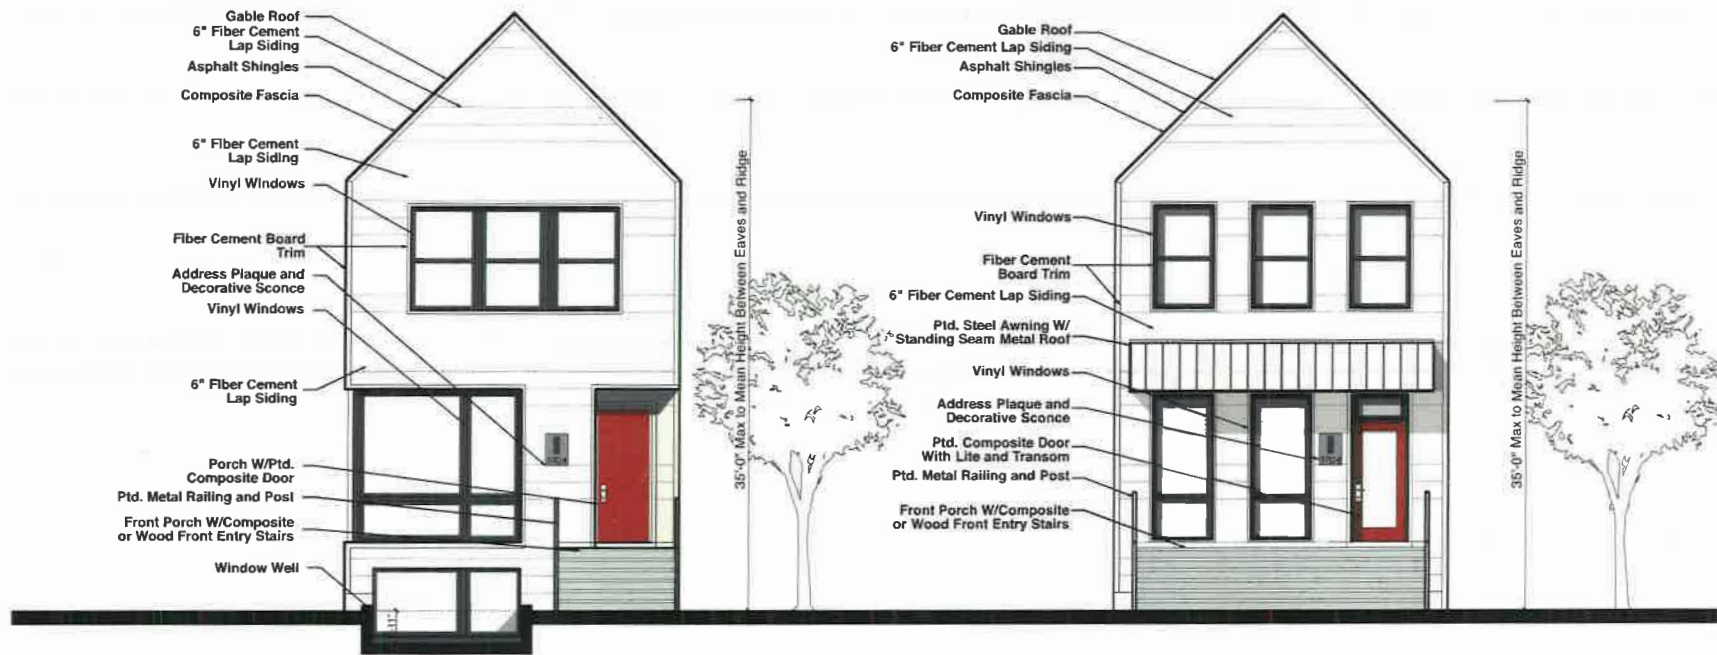 Gable Roof
6" Fiber Cement
Lap Siding
Asphalt Shingles
Composite Fascia
6" Fiber Cement
Lap Siding
Vinyl Windows
Fiber Cement Board
Trim
Address Plaque and
Decorative Sconce
Vinyl Windows
6" Fiber Cement
Lap Siding
Porch W/Ptd.
Composite Door
Ptd. Metal Railing and Post
Front Porch W/Composite
or Wood Front Entry Stairs
Window Well
35'-0" Max to Mean Height Between Eaves and Ridge
Gable Roof
6" Fiber Cement Lap Siding
Asphalt Shingles
Composite Fascia
Vinyl Windows
Fiber Cement
Board Trim
6" Fiber Cement Lap Siding
Ptd. Steel Awning W/
Standing Seam Metal Roof
Vinyl Windows
Address Plaque and
Decorative Sconce
Ptd. Composite Door
With Lite and Transom
Ptd. Metal Railing and Post
Front Porch W/Composite
or Wood Front Entry Stairs
35'-0" Max to Mean Height Between Eaves and Ridge